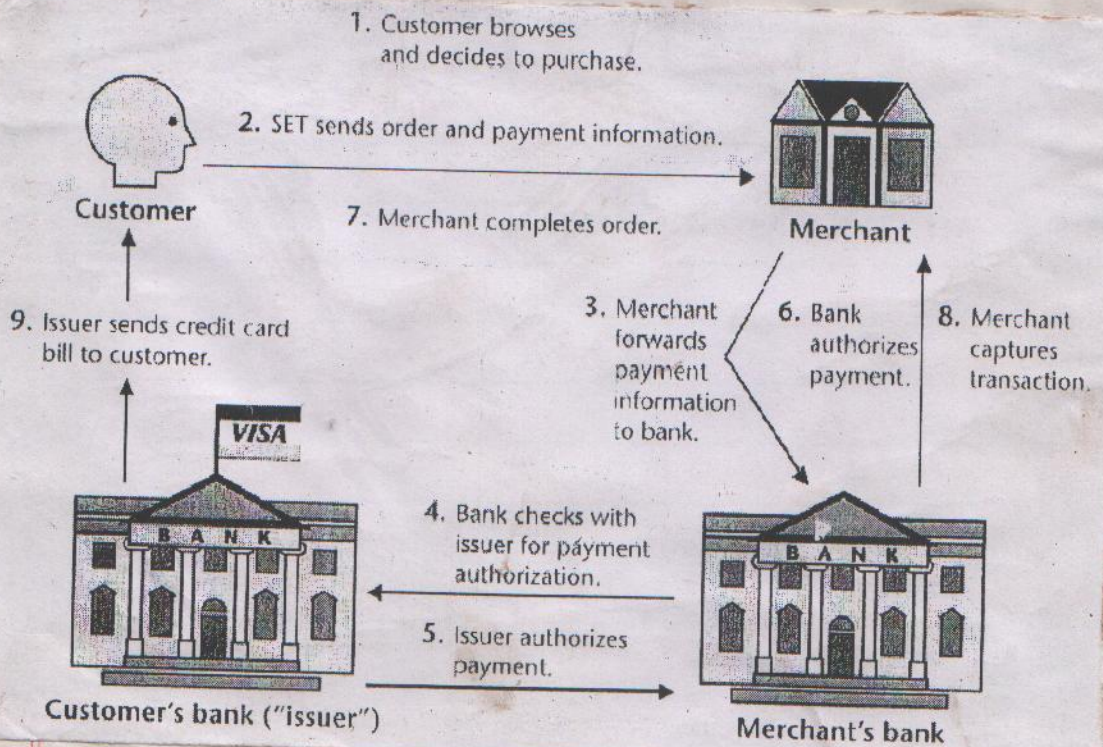 1. Customer browses
and decides to purchase.
2. SET sends order and payment information.
Customer
7. Merchant completes order.
Merchant
9. Issuer sends credit card
bill to customer.
3. Merchant
forwards
payment
information
to bank.
6. Bank
authorizes
payment.
8. Merchant
captures
transaction.
VISA
BANK
4. Bank checks with
issuer for payment
authorization.
BANK
5. Issuer authorizes
payment.
Customer's bank ("issuer")
Merchant's bank